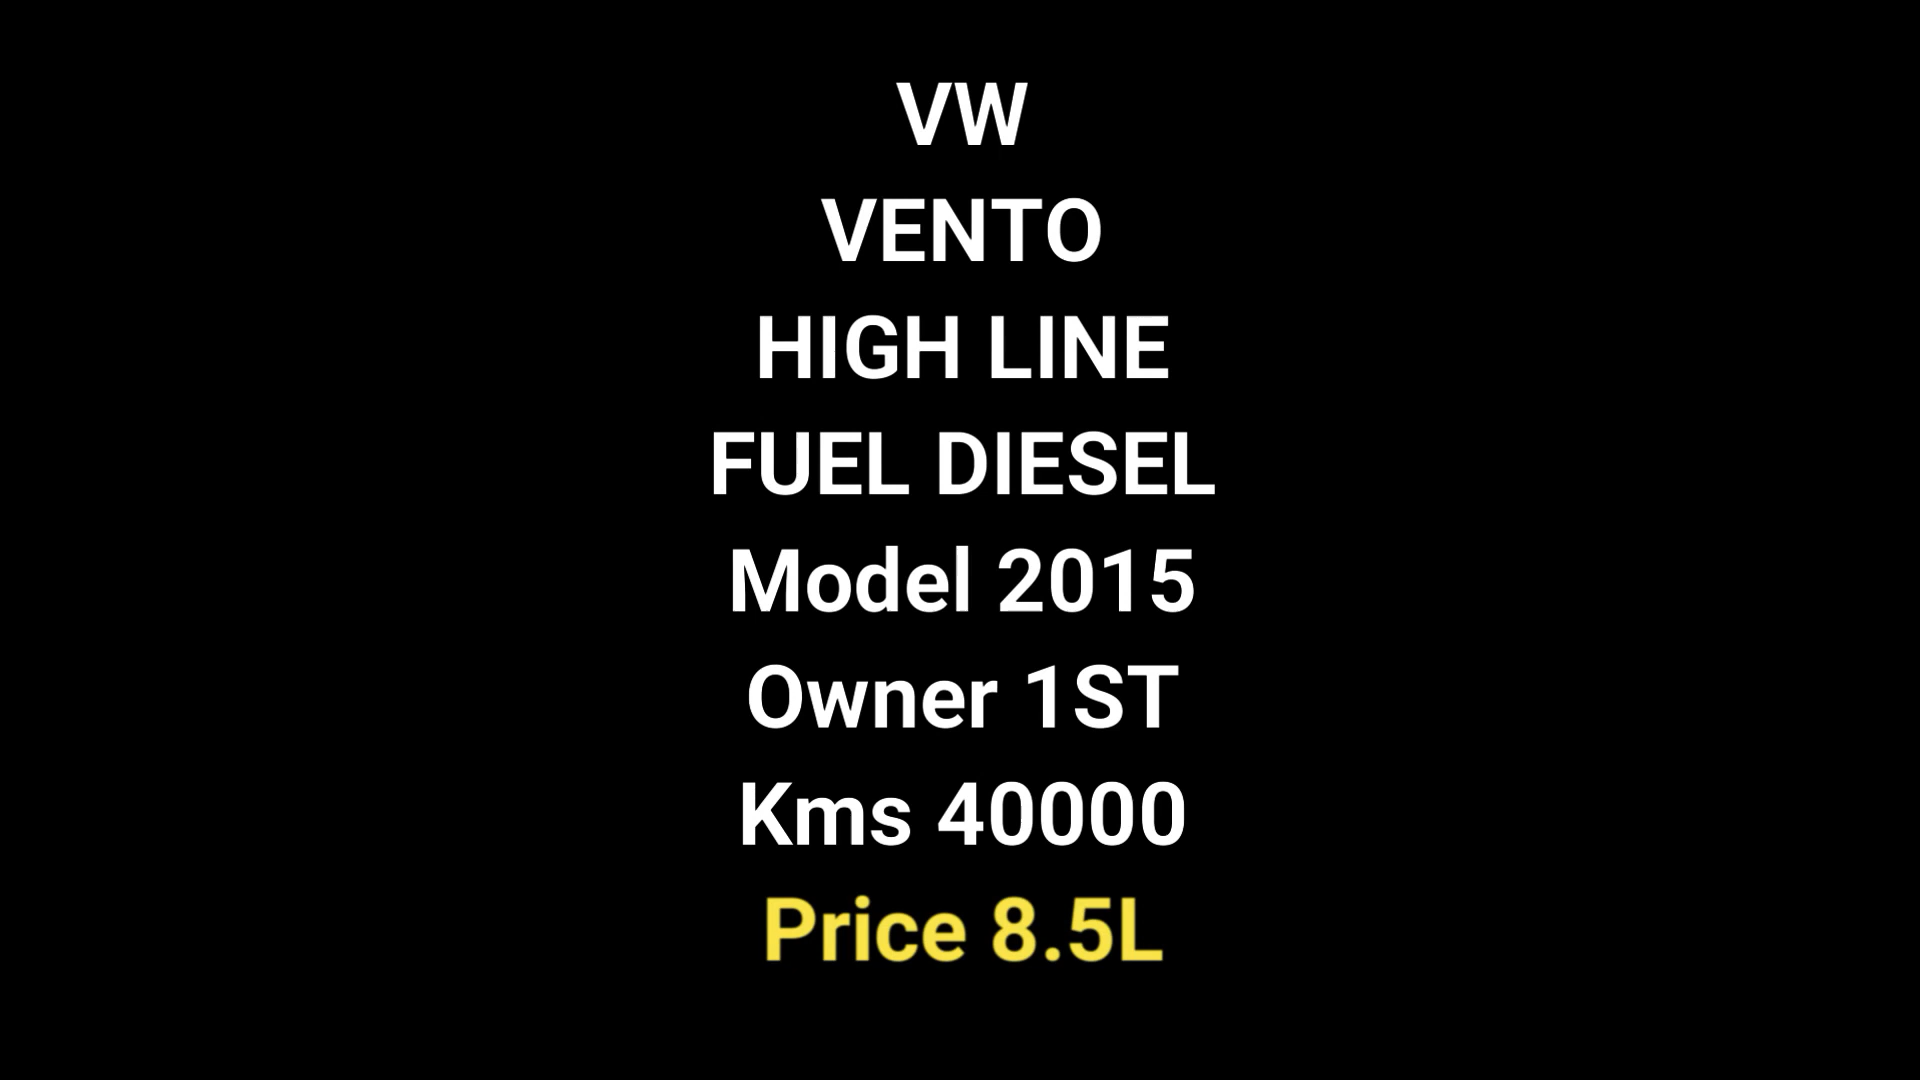 VW
VENTO
HIGH LINE
FUEL DIESEL
Model 2015
Owner 1ST
Kms 40000
Price 8.5L